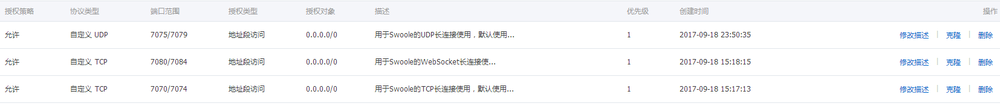 授权策略 协议类型 端口范围 授权类型 授权对象 描述 优先级 创建时间 操作
允许 自定义 UDP 7075/7079 地址段访问 0.0.0.0/0 用于Swoole的UDP长连接使用，默认使用... 1 2017-09-18 23:50:35 修改描述 | 克隆 | 删除
允许 自定义 TCP 7080/7084 地址段访问 0.0.0.0/0 用于Swoole的WebSocket长连接使... 1 2017-09-18 15:18:15 修改描述 | 克隆 | 删除
允许 自定义 TCP 7070/7074 地址段访问 0.0.0.0/0 用于Swoole的TCP长连接使用，默认使用... 1 2017-09-18 15:17:13 修改描述 | 克隆 | 删除